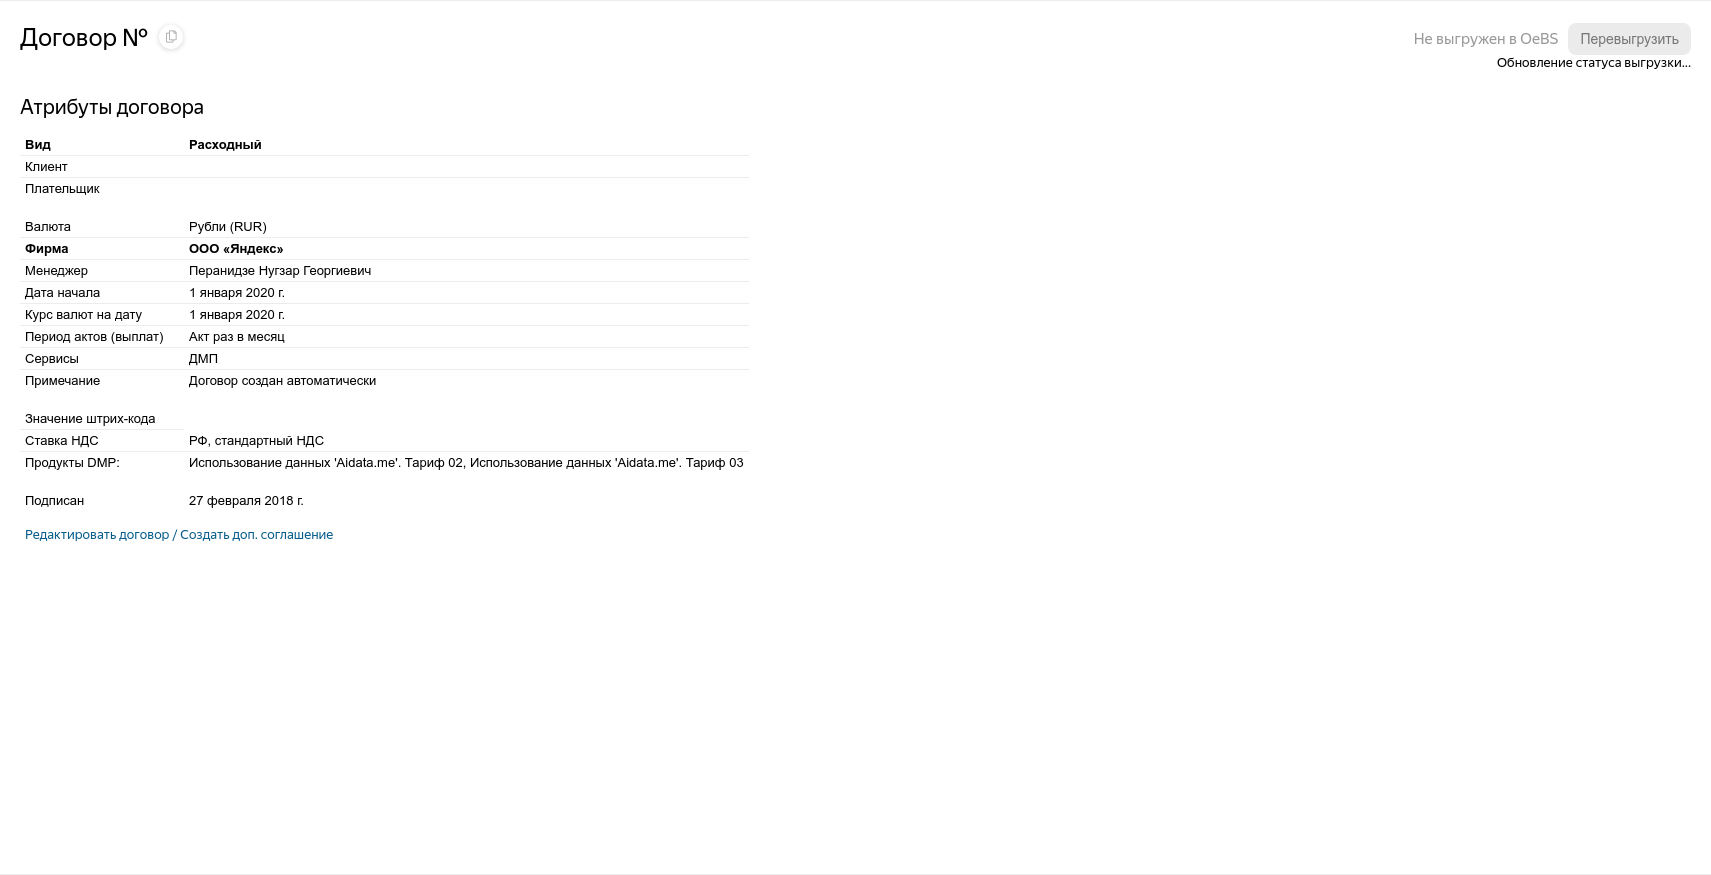 Договор №
Не выгружен в OeBS Перевыгрузить
Обновление статуса выгрузки...
Атрибуты договора
Вид Расходный
Клиент
Плательщик
Валюта Рубли (RUR)
Фирма ООО «Яндекс»
Менеджер Перанидзе Нугзар Георгиевич
Дата начала 1 января 2020 г.
Курс валют на дату 1 января 2020 г.
Период актов (выплат) Акт раз в месяц
Сервисы ДМП
Примечание Договор создан автоматически
Значение штрих-кода
Ставка НДС РФ, стандартный НДС
Продукты DMP: Использование данных 'Aidata.me'. Тариф 02, Использование данных 'Aidata.me'. Тариф 03
Подписан 27 февраля 2018 г.
Редактировать договор / Создать доп. соглашение